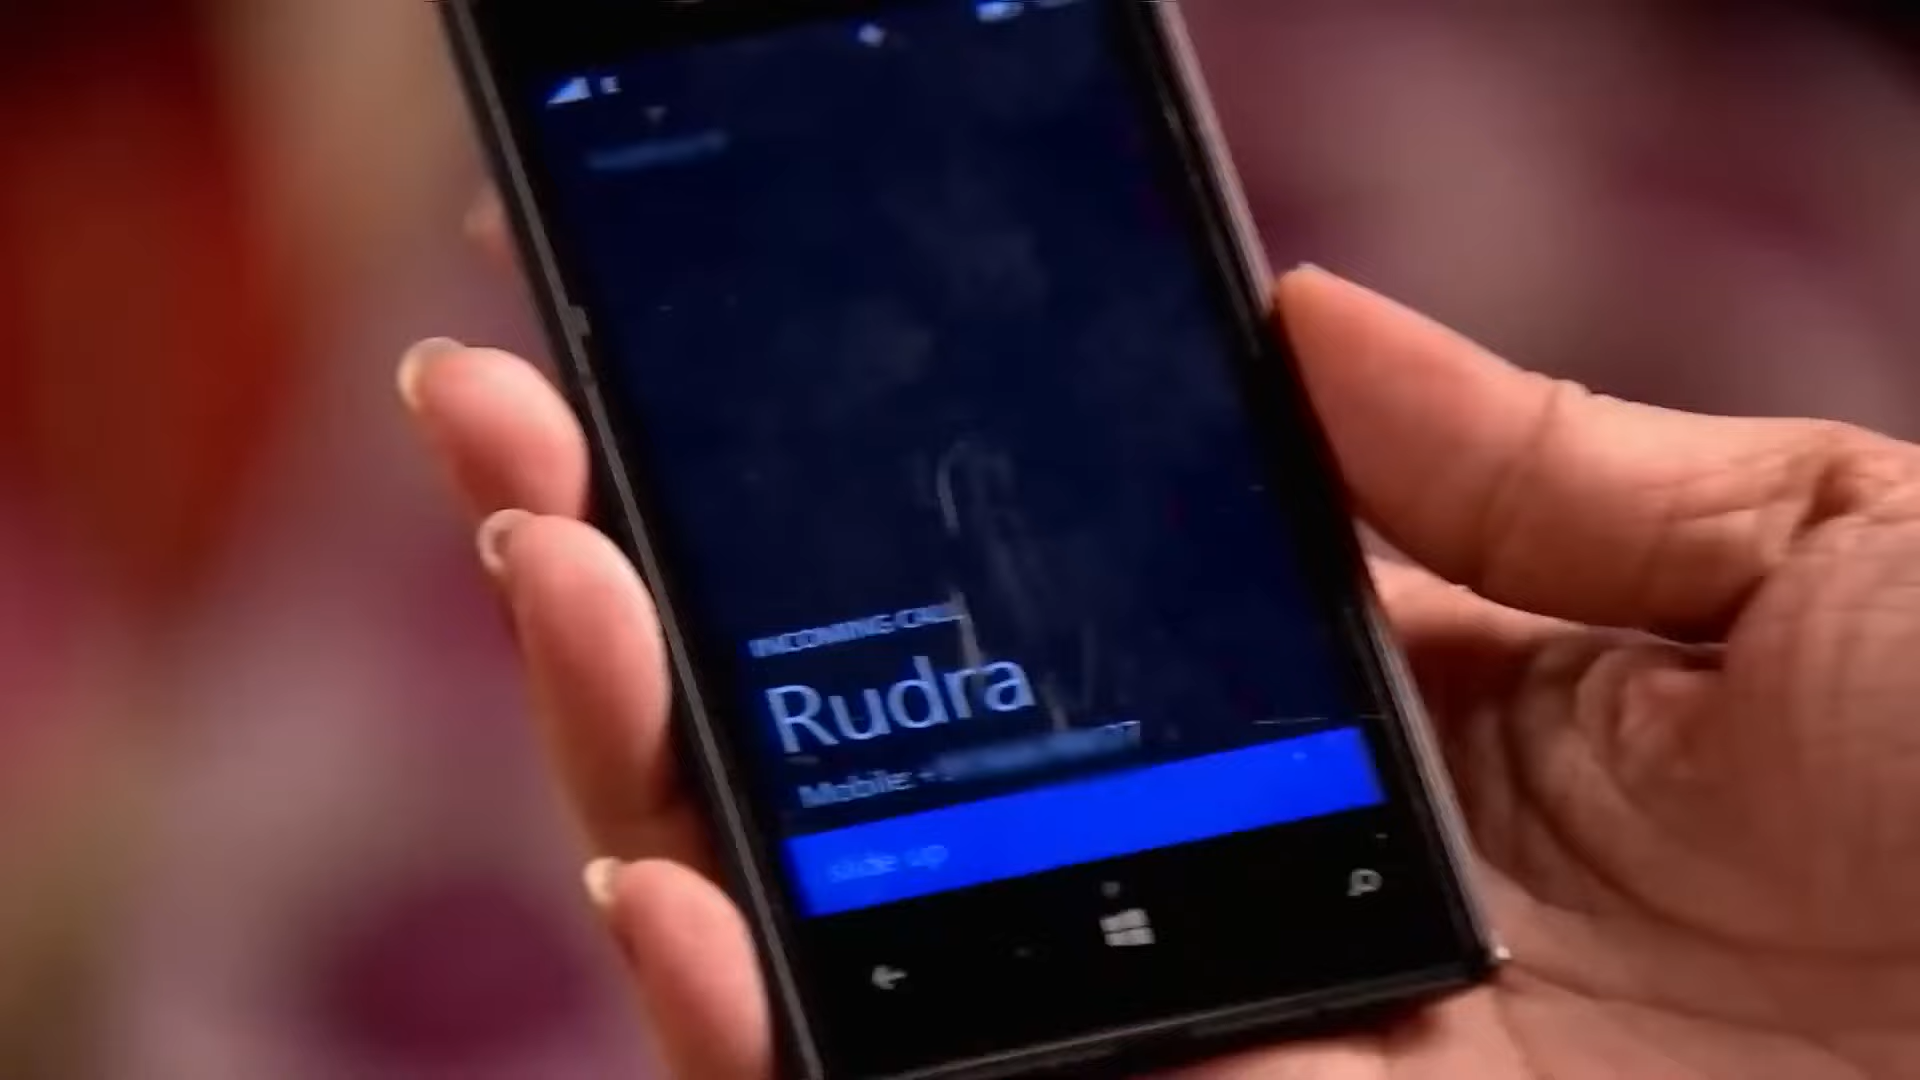 E
INCOMING CALL
Rudra
Mobile:
slide up